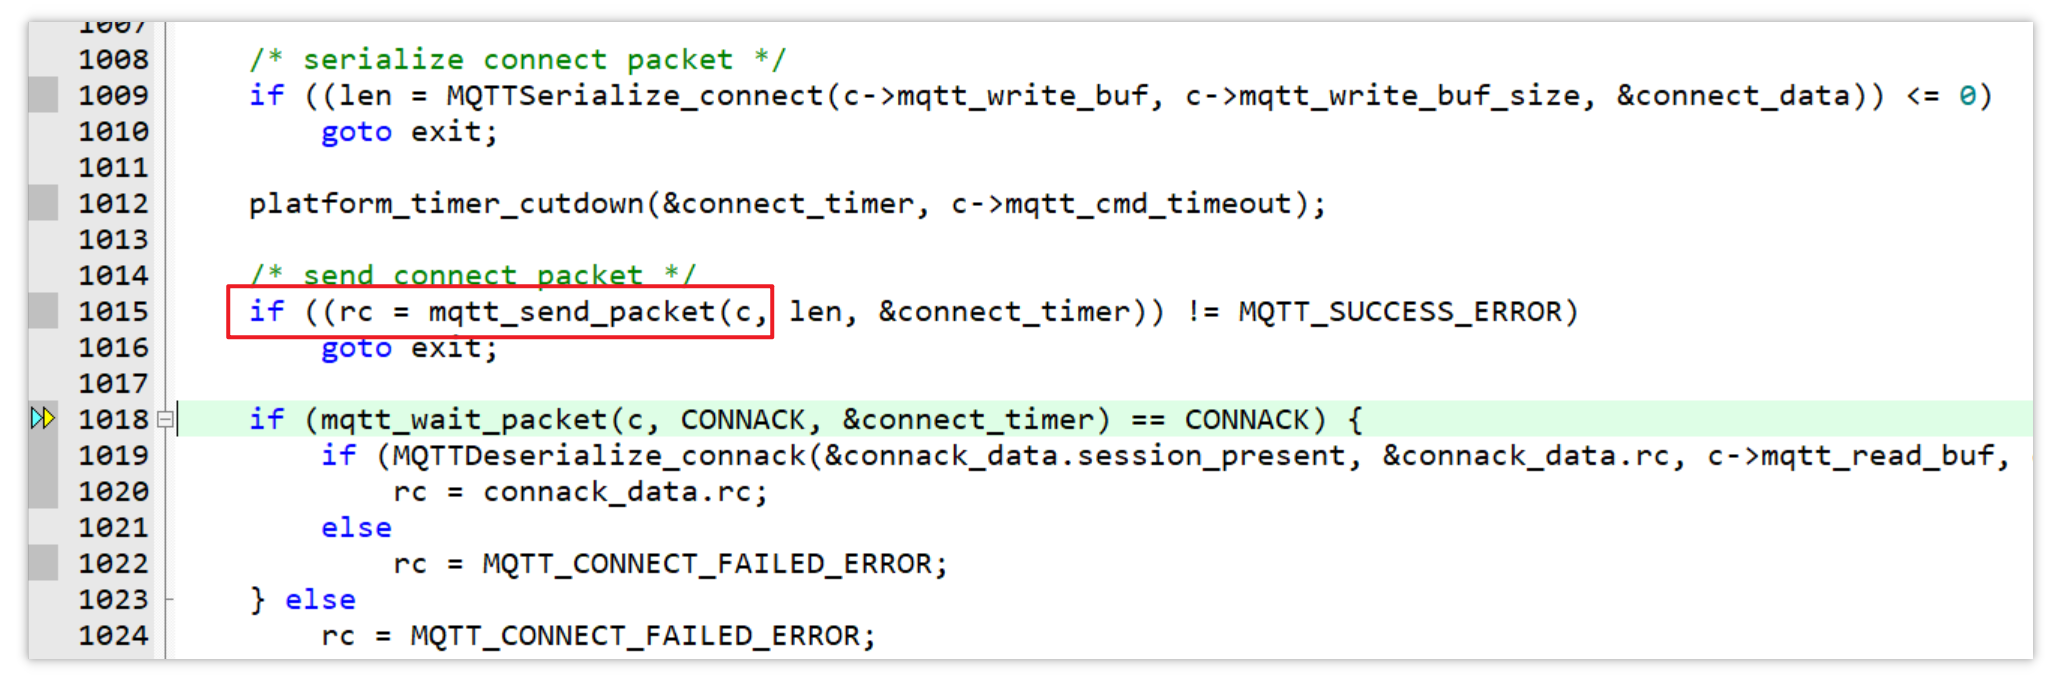 1007
1008 /* serialize connect packet */
1009 if ((len = MQTTSerialize_connect(c->mqtt_write_buf, c->mqtt_write_buf_size, &connect_data)) <= 0)
1010 goto exit;
1011
1012 platform_timer_cutdown(&connect_timer, c->mqtt_cmd_timeout);
1013
1014 /* send connect packet */
1015 if ((rc = mqtt_send_packet(c, len, &connect_timer)) != MQTT_SUCCESS_ERROR)
1016 goto exit;
1017
1018 if (mqtt_wait_packet(c, CONNACK, &connect_timer) == CONNACK) {
1019 if (MQTTDeserialize_connack(&connack_data.session_present, &connack_data.rc, c->mqtt_read_buf,
1020 rc = connack_data.rc;
1021 else
1022 rc = MQTT_CONNECT_FAILED_ERROR;
1023 } else
1024 rc = MQTT_CONNECT_FAILED_ERROR;